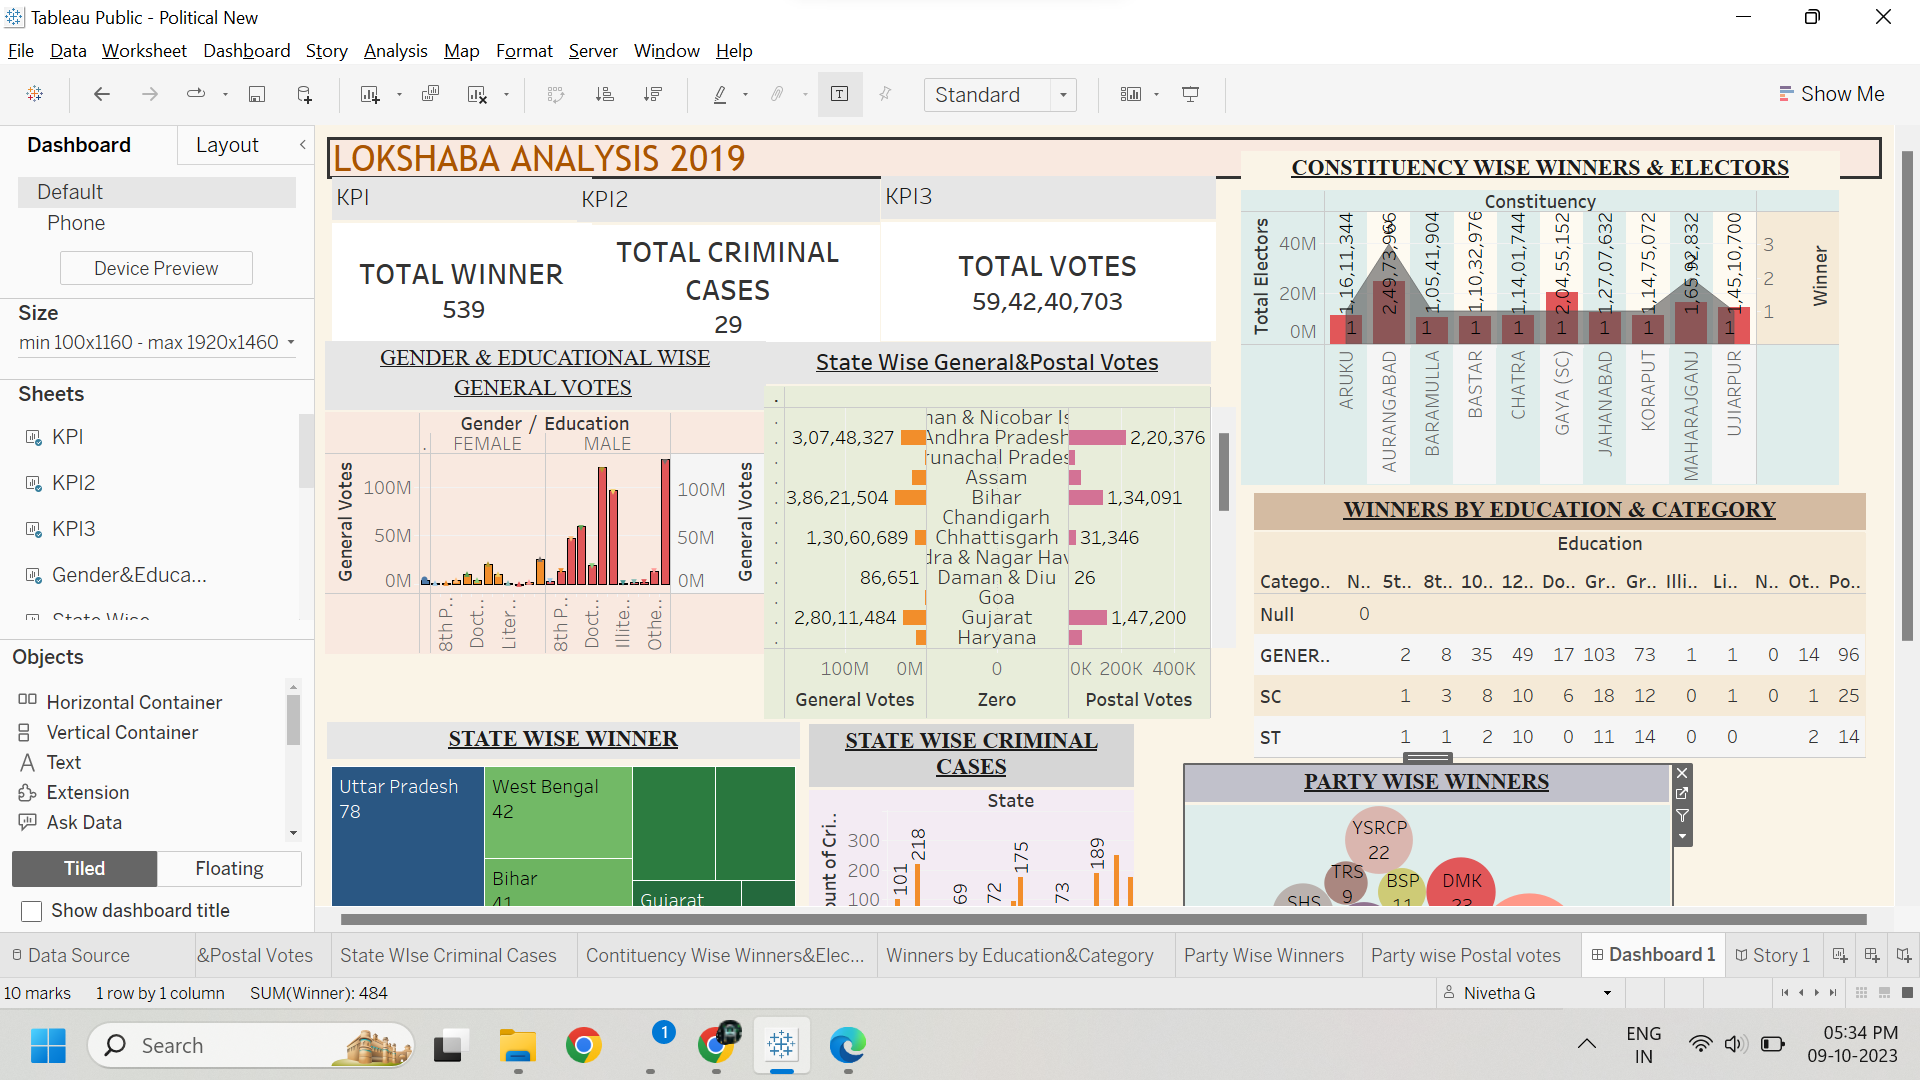 Tableau Public - Political New
File Data Worksheet Dashboard Story Analysis Map Format Server Window Help
Standard
Show Me
Dashboard
Layout
Default
Phone
Device Preview
Size
min 100x1160 - max 1920x1460
Sheets
KPI
KPI2
KPI3
Gender&Educa...
Objects
Horizontal Container
Vertical Container
Text
Extension
Ask Data
Tiled
Floating
Show dashboard title
LOKSHABA ANALYSIS 2019
KPI
TOTAL WINNER
539
KPI2
TOTAL CRIMINAL
CASES
29
KPI3
TOTAL VOTES
59,42,40,703
CONSTITUENCY WISE WINNERS & ELECTORS
Constituency
Total Electors
40M
20M
0M
1,16,11,344
2,49,73,966
1,05,41,904
1,10,32,976
1,14,01,744
2,04,55,152
1,27,07,632
1,14,75,072
1,65,92,832
1,45,10,700
1 1 1 1 1 1 1 1
3
2
1
Winner
ARUKU
AURANGABAD
BARAMULLA
BASTAR
CHATRA
GAYA (SC)
JAHANABAD
KORAPUT
MAHARAJGANJ
UJIARPUR
GENDER & EDUCATIONAL WISE
GENERAL VOTES
Gender / Education
. FEMALE MALE
General Votes
100M
50M
0M
100M
50M
0M
General Votes
8th P..
Doct..
Liter..
8th P..
Doct..
Illite..
Othe..
State Wise General&Postal Votes
nan & Nicobar Is
3,07,48,327 Andhra Pradesh 2,20,376
runachal Prades
Assam
3,86,21,504 Bihar 1,34,091
Chandigarh
1,30,60,689 Chhattisgarh 31,346
dra & Nagar Hav
86,651 Daman & Diu 26
Goa
2,80,11,484 Gujarat 1,47,200
Haryana
100M 0M 0 0K 200K 400K
General Votes Zero Postal Votes
WINNERS BY EDUCATION & CATEGORY
Education
Catego.. N.. 5t.. 8t.. 10.. 12.. Do.. Gr.. Gr.. Illi.. Li.. N.. Ot.. Po..
Null 0
GENER.. 2 8 35 49 17 103 73 1 1 0 14 96
SC 1 3 8 10 6 18 12 0 1 0 1 25
ST 1 1 2 10 0 11 14 0 0 2 14
STATE WISE WINNER
Uttar Pradesh
78
West Bengal
42
Bihar
41
Gujarat
STATE WISE CRIMINAL
CASES
State
ount of Cri..
300
200
100
101
218
69
72
175
73
189
PARTY WISE WINNERS
YSRCP
22
TRS
9
BSP
11
DMK
23
SHS
Data Source &Postal Votes State WIse Criminal Cases Contituency Wise Winners&Elec... Winners by Education&Category Party Wise Winners Party wise Postal votes Dashboard 1 Story 1
10 marks 1 row by 1 column SUM(Winner): 484 Nivetha G
Search
1
ENG
IN
05:34 PM
09-10-2023